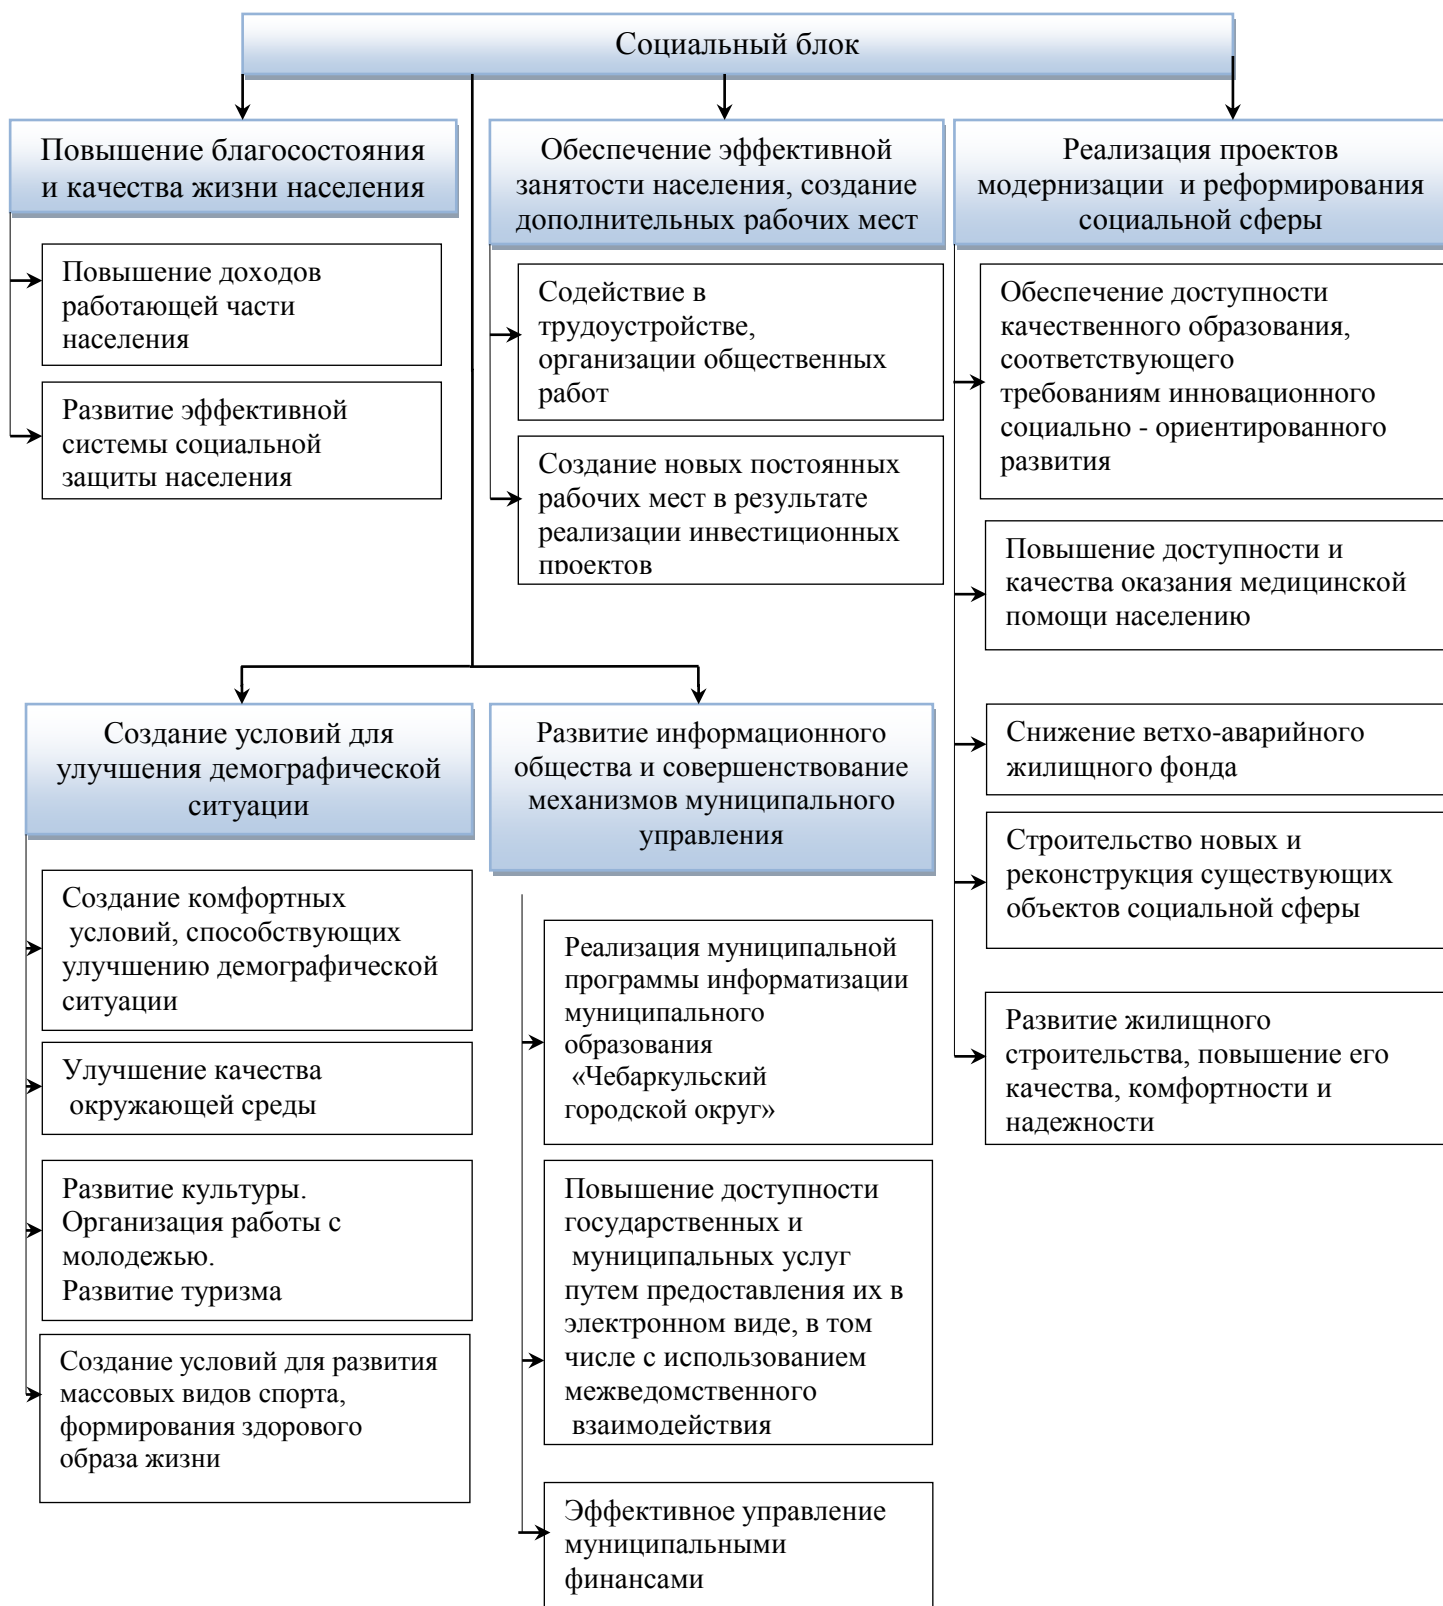 Социальный блок
Повышение благосостояния
и качества жизни населения
Повышение доходов
работающей части
населения
Развитие эффективной
системы социальной
защиты населения
Обеспечение эффективной
занятости населения, создание
дополнительных рабочих мест
Содействие в
трудоустройстве,
организации общественных
работ
Создание новых постоянных
рабочих мест в результате
реализации инвестиционных
проектов
Реализация проектов
модернизации и реформирования
социальной сферы
Обеспечение доступности
качественного образования,
соответствующего
требованиям инновационного
социально - ориентированного
развития
Повышение доступности и
качества оказания медицинской
помощи населению
Снижение ветхо-аварийного
жилищного фонда
Строительство новых и
реконструкция существующих
объектов социальной сферы
Развитие жилищного
строительства, повышение его
качества, комфортности и
надежности
Создание условий для
улучшения демографической
ситуации
Создание комфортных
условий, способствующих
улучшению демографической
ситуации
Улучшение качества
окружающей среды
Развитие культуры.
Организация работы с
молодежью.
Развитие туризма
Создание условий для развития
массовых видов спорта,
формирования здорового
образа жизни
Развитие информационного
общества и совершенствование
механизмов муниципального
управления
Реализация муниципальной
программы информатизации
муниципального
образования
«Чебаркульский
городской округ»
Повышение доступности
государственных и
муниципальных услуг
путем предоставления их в
электронном виде, в том
числе с использованием
межведомственного
взаимодействия
Эффективное управление
муниципальными
финансами